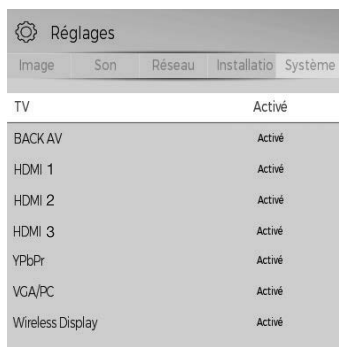 Réglages
Image Son Réseau Installatio Système
TV Activé
BACK AV Activé
HDMI 1 Activé
HDMI 2 Activé
HDMI 3 Activé
YPbPr Activé
VGA/PC Activé
Wireless Display Activé